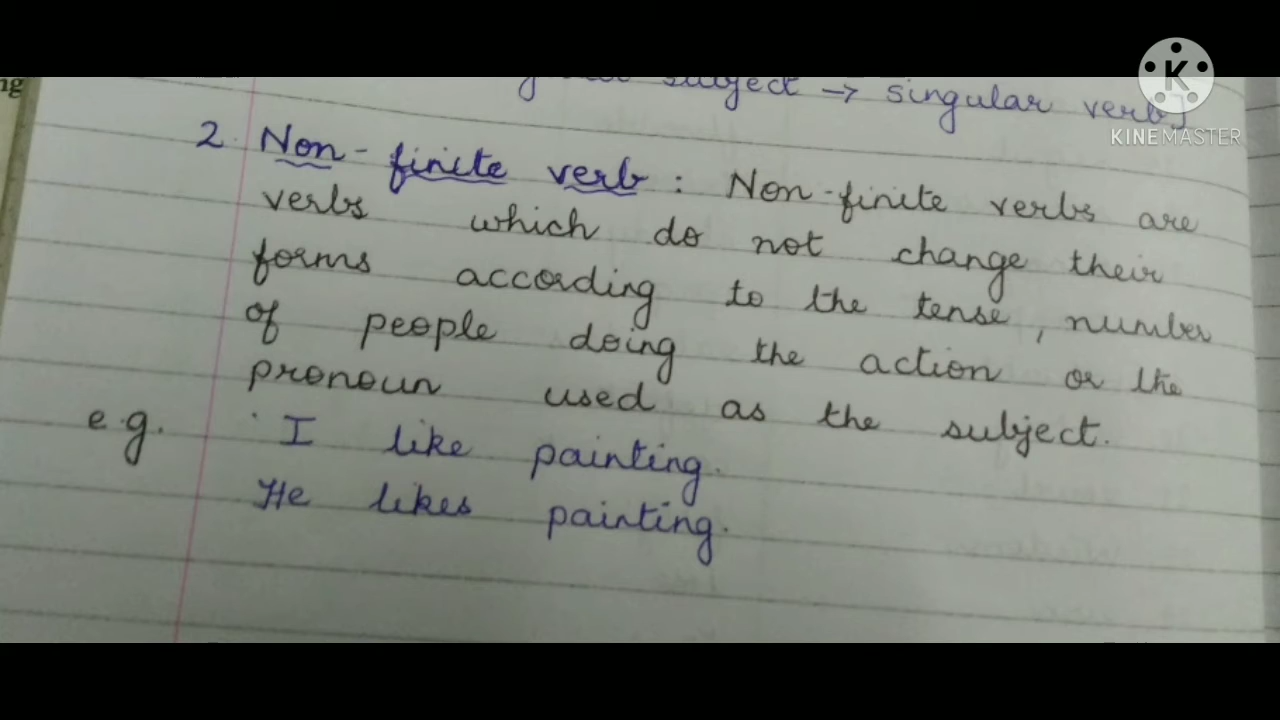 ng
subject → singular verb
2. Non-finite verb : Non-finite verbs are
verbs which do not change their
forms according to the tense, number
of people doing the action or the
pronoun used as the subject.
e.g. I like painting.
He likes painting.
K
KINEMASTER